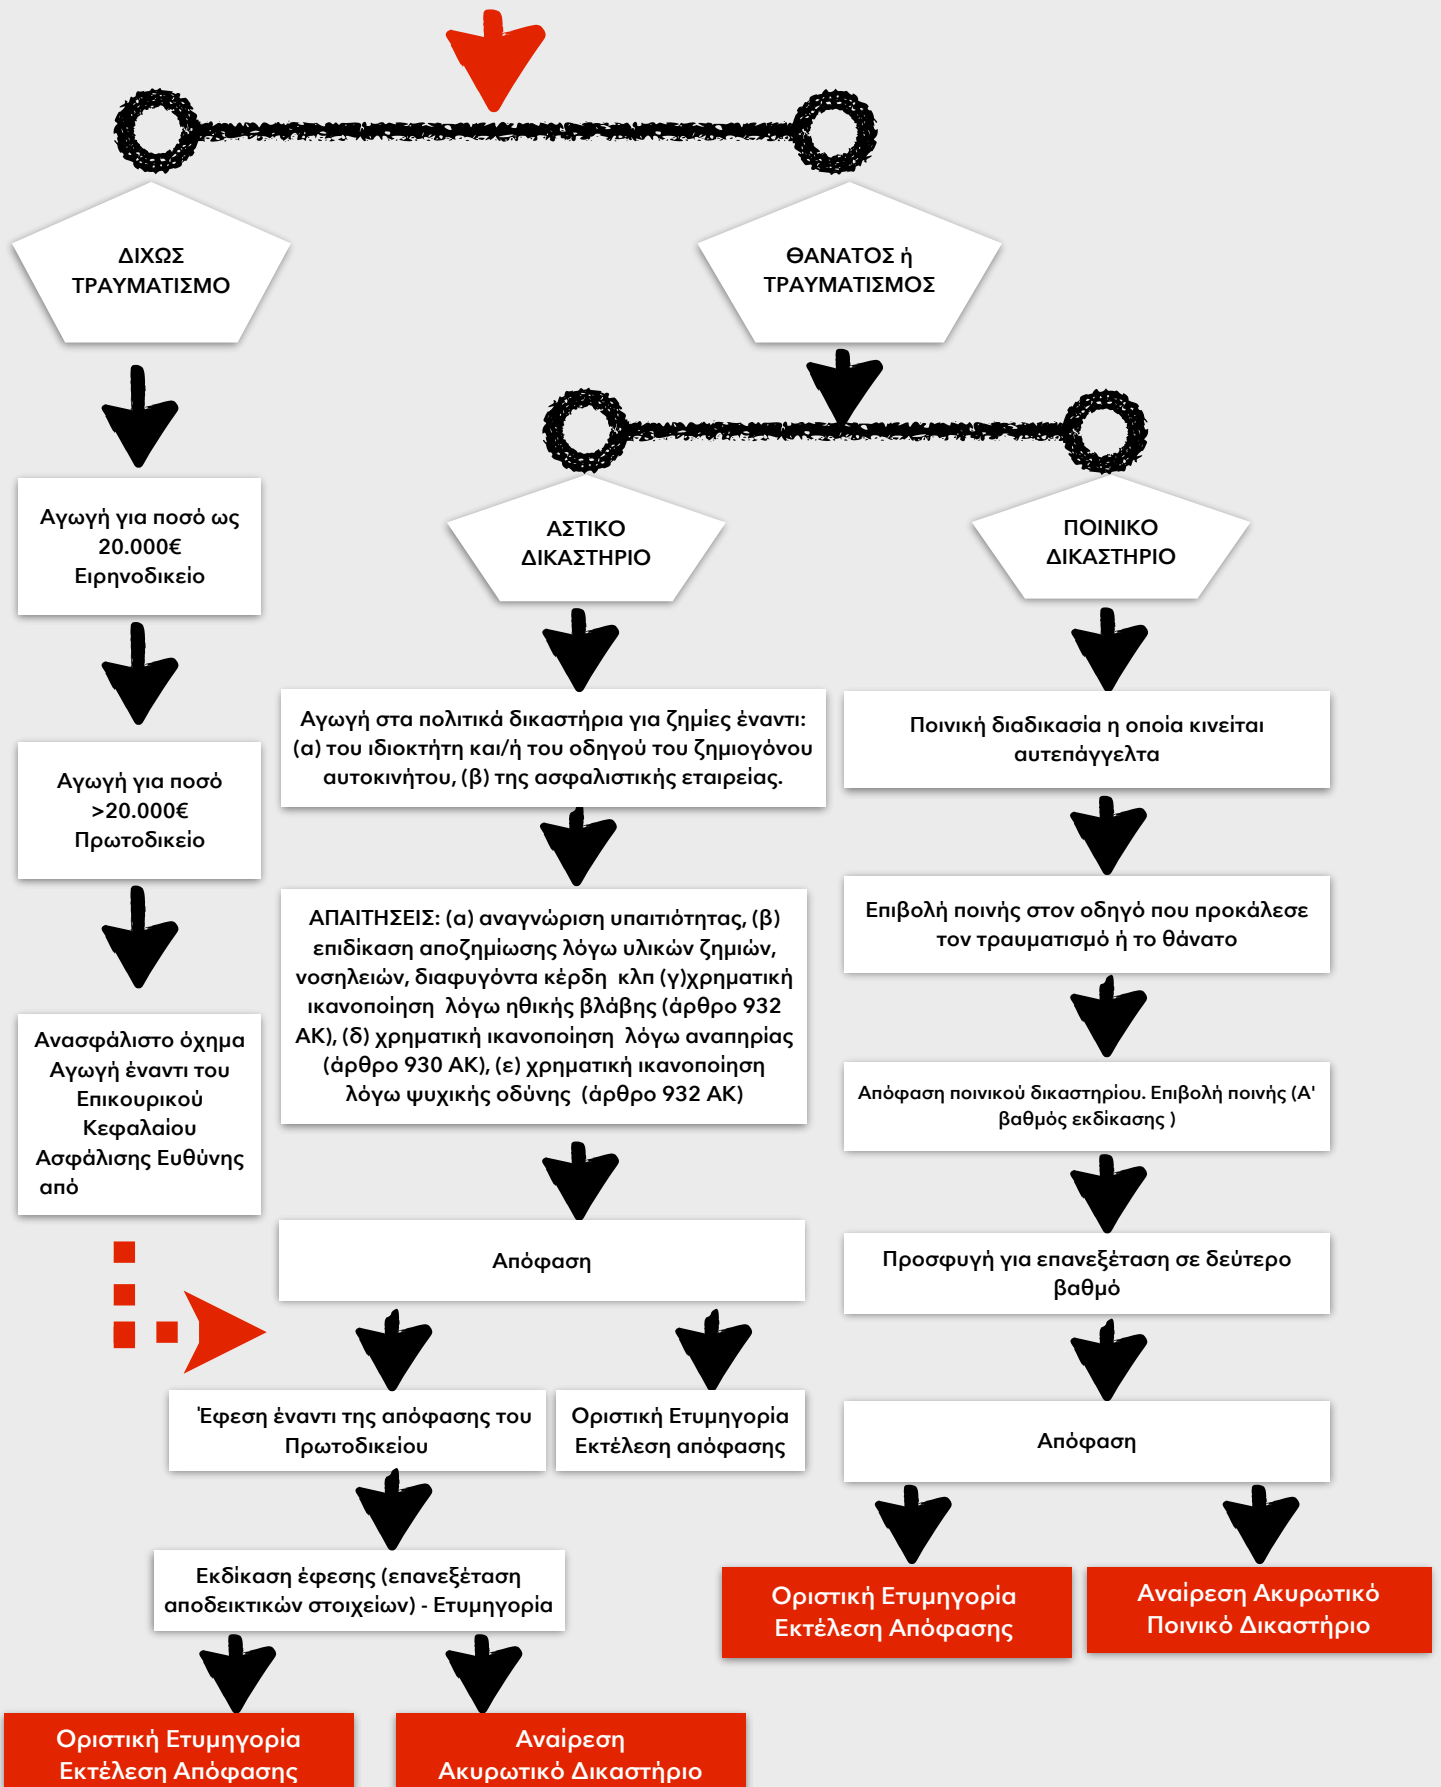 ΔΙΧΩΣ
ΤΡΑΥΜΑΤΙΣΜΟ
ΘΑΝΑΤΟΣ ή
ΤΡΑΥΜΑΤΙΣΜΟΣ
Αγωγή για ποσό ως
20.000€
Ειρηνοδικείο
Αγωγή για ποσό
>20.000€
Πρωτοδικείο
Ανασφάλιστο όχημα
Αγωγή έναντι του
Επικουρικού
Κεφαλαίου
Ασφάλισης Ευθύνης
από
ΑΣΤΙΚΟ
ΔΙΚΑΣΤΗΡΙΟ
Αγωγή στα πολιτικά δικαστήρια για ζημίες έναντι:
(α) του ιδιοκτήτη και/ή του οδηγού του ζημιογόνου
αυτοκινήτου, (β) της ασφαλιστικής εταιρείας.
ΑΠΑΙΤΗΣΕΙΣ: (α) αναγνώριση υπαιτιότητας, (β)
επιδίκαση αποζημίωσης λόγω υλικών ζημιών,
νοσηλειών, διαφυγόντα κέρδη κλπ (γ)χρηματική
ικανοποίηση λόγω ηθικής βλάβης (άρθρο 932
ΑΚ), (δ) χρηματική ικανοποίηση λόγω αναπηρίας
(άρθρο 930 ΑΚ), (ε) χρηματική ικανοποίηση
λόγω ψυχικής οδύνης (άρθρο 932 ΑΚ)
Απόφαση
Έφεση έναντι της απόφασης του
Πρωτοδικείου
Οριστική Ετυμηγορία
Εκτέλεση απόφασης
Εκδίκαση έφεσης (επανεξέταση
αποδεικτικών στοιχείων) - Ετυμηγορία
Οριστική Ετυμηγορία
Εκτέλεση Απόφασης
Αναίρεση
Ακυρωτικό Δικαστήριο
ΠΟΙΝΙΚΟ
ΔΙΚΑΣΤΗΡΙΟ
Ποινική διαδικασία η οποία κινείται
αυτεπάγγελτα
Επιβολή ποινής στον οδηγό που προκάλεσε
τον τραυματισμό ή το θάνατο
Απόφαση ποινικού δικαστηρίου. Επιβολή ποινής (Α'
βαθμός εκδίκασης )
Προσφυγή για επανεξέταση σε δεύτερο
βαθμό
Απόφαση
Οριστική Ετυμηγορία
Εκτέλεση Απόφασης
Αναίρεση Ακυρωτικό
Ποινικό Δικαστήριο